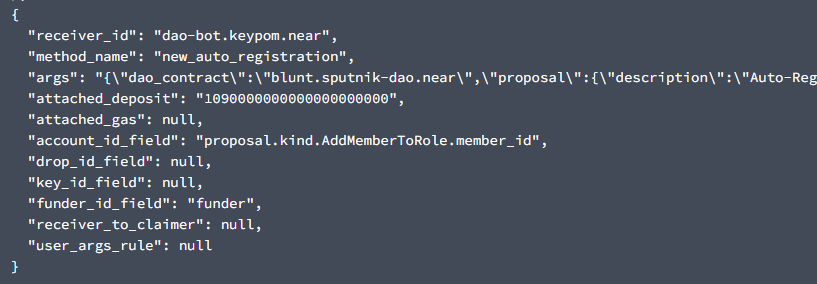 {
"receiver_id": "dao-bot.keypom.near",
"method_name": "new_auto_registration",
"args": "{\"dao_contract\":\"blunt.sputnik-dao.near\",\"proposal\":{\"description\":\"Auto-Reg
"attached_deposit": "1090000000000000000000",
"attached_gas": null,
"account_id_field": "proposal.kind.AddMemberToRole.member_id",
"drop_id_field": null,
"key_id_field": null,
"funder_id_field": "funder",
"receiver_to_claimer": null,
"user_args_rule": null
}